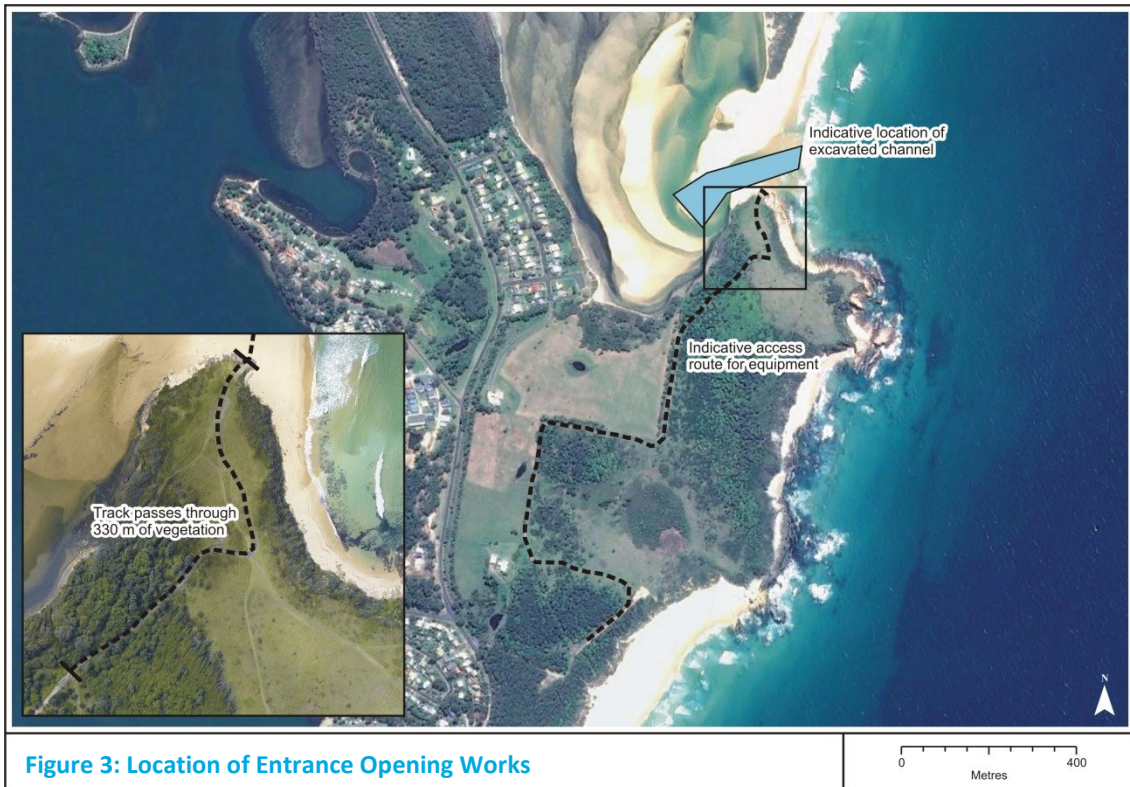 Indicative location of
excavated channel
Indicative access
route for equipment
Track passes through
330 m of vegetation
N
Figure 3: Location of Entrance Opening Works
0
400
Metres